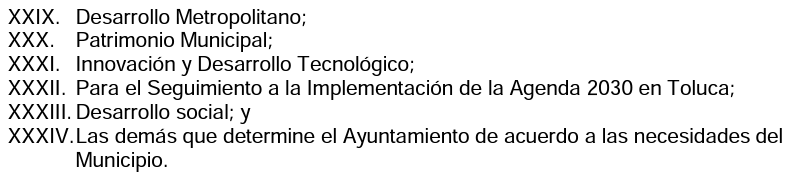 XXIX. Desarrollo Metropolitano;
XXX. Patrimonio Municipal;
XXXI. Innovación y Desarrollo Tecnológico;
XXXII. Para el Seguimiento a la Implementación de la Agenda 2030 en Toluca;
XXXIII. Desarrollo social; y
XXXIV. Las demás que determine el Ayuntamiento de acuerdo a las necesidades del
Municipio.